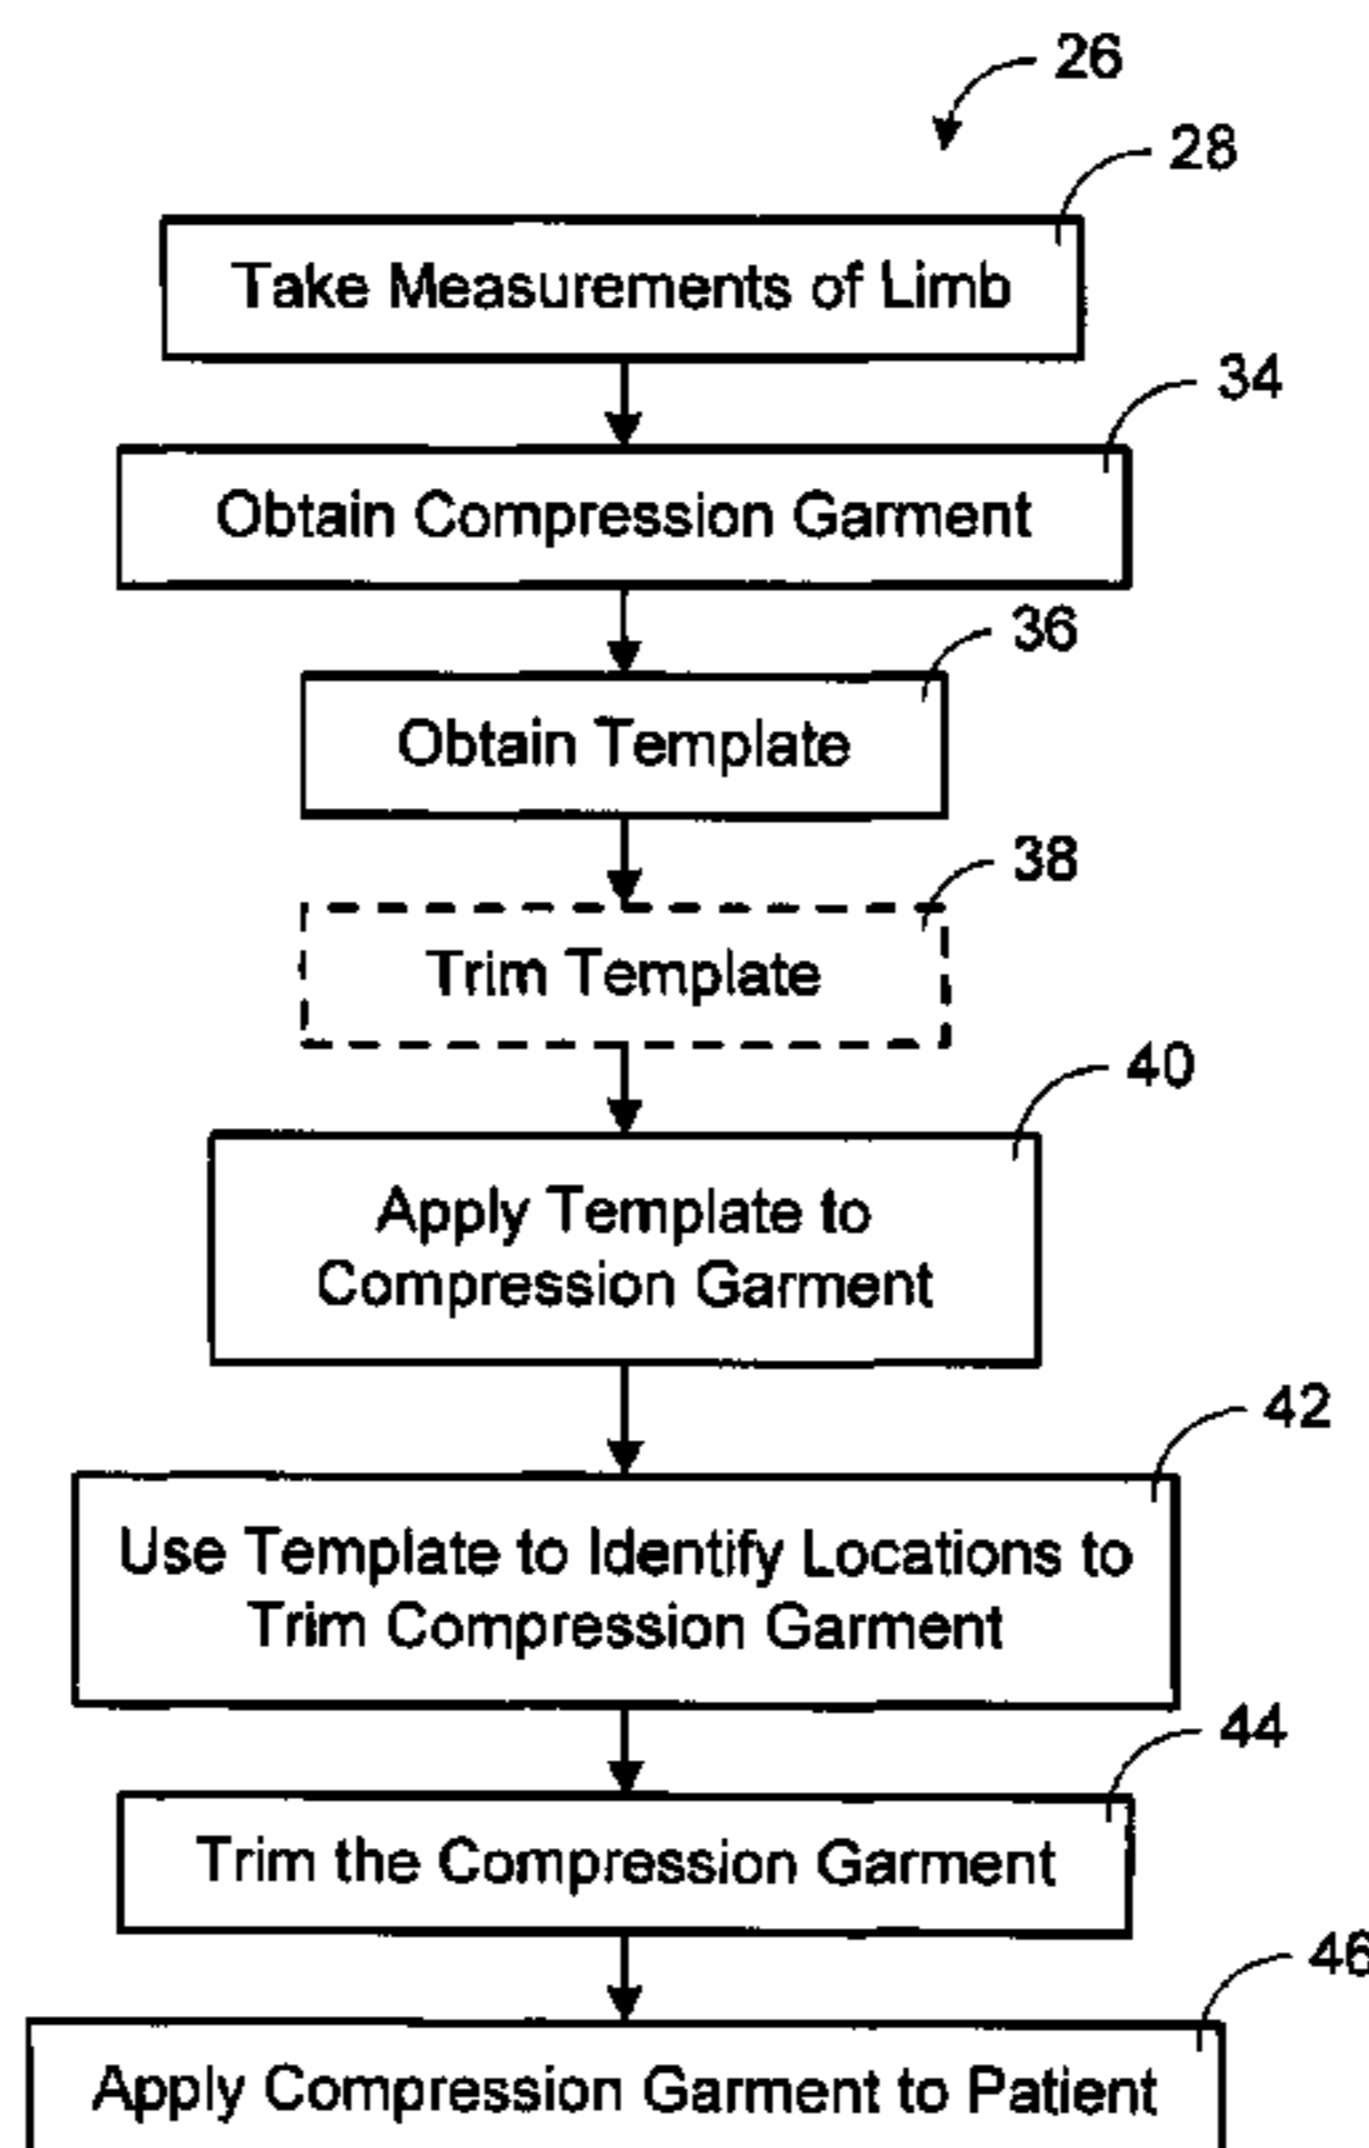 26
28
Take Measurements of Limb
34
Obtain Compression Garment
36
Obtain Template
38
Trim Template
40
Apply Template to
Compression Garment
42
Use Template to Identify Locations to
Trim Compression Garment
44
Trim the Compression Garment
46
Apply Compression Garment to Patient